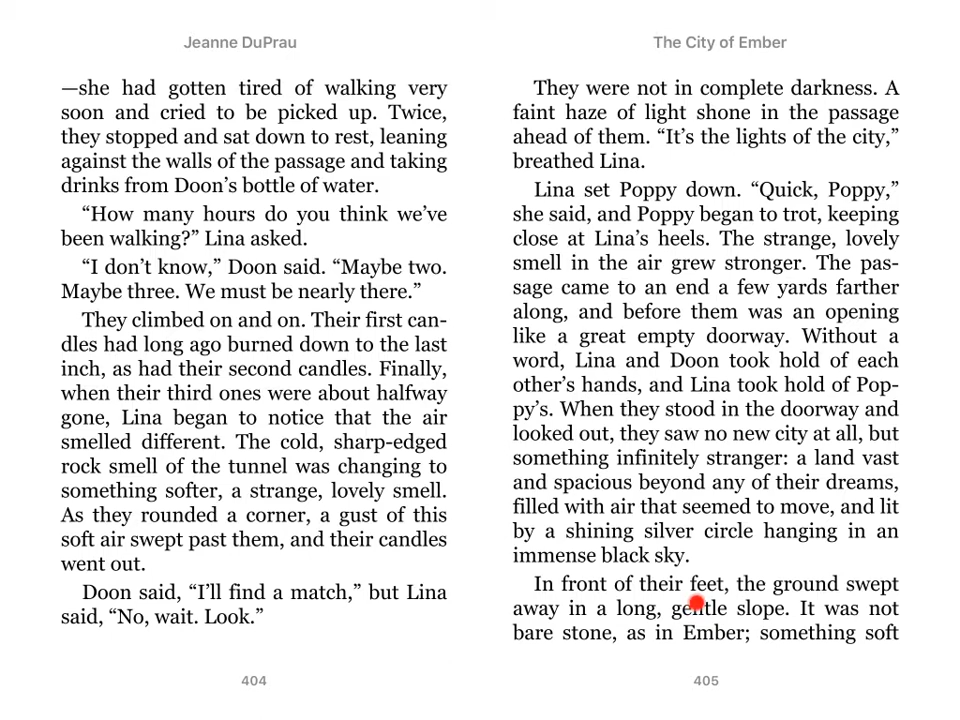 Jeanne DuPrau
—she had gotten tired of walking very
soon and cried to be picked up. Twice,
they stopped and sat down to rest, leaning
against the walls of the passage and taking
drinks from Doon’s bottle of water.
“How many hours do you think we’ve
been walking?” Lina asked.
“I don’t know,” Doon said. “Maybe two.
Maybe three. We must be nearly there.”
They climbed on and on. Their first can-
dles had long ago burned down to the last
inch, as had their second candles. Finally,
when their third ones were about halfway
gone, Lina began to notice that the air
smelled different. The cold, sharp-edged
rock smell of the tunnel was changing to
something softer, a strange, lovely smell.
As they rounded a corner, a gust of this
soft air swept past them, and their candles
went out.
Doon said, “I’ll find a match,” but Lina
said, “No, wait. Look.”
404
The City of Ember
They were not in complete darkness. A
faint haze of light shone in the passage
ahead of them. “It’s the lights of the city,”
breathed Lina.
Lina set Poppy down. “Quick, Poppy,”
she said, and Poppy began to trot, keeping
close at Lina’s heels. The strange, lovely
smell in the air grew stronger. The pas-
sage came to an end a few yards farther
along, and before them was an opening
like a great empty doorway. Without a
word, Lina and Doon took hold of each
other’s hands, and Lina took hold of Pop-
py’s. When they stood in the doorway and
looked out, they saw no new city at all, but
something infinitely stranger: a land vast
and spacious beyond any of their dreams,
filled with air that seemed to move, and lit
by a shining silver circle hanging in an
immense black sky.
In front of their feet, the ground swept
away in a long, gentle slope. It was not
bare stone, as in Ember; something soft
405